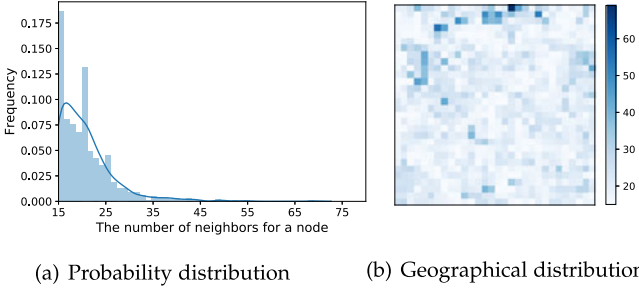 0.175
0.150
0.125
0.100
0.075
0.050
0.025
0.000
Frequency
15 25 35 45 55 65 75
The number of neighbors for a node
60
50
40
30
20
(a) Probability distribution
(b) Geographical distribution